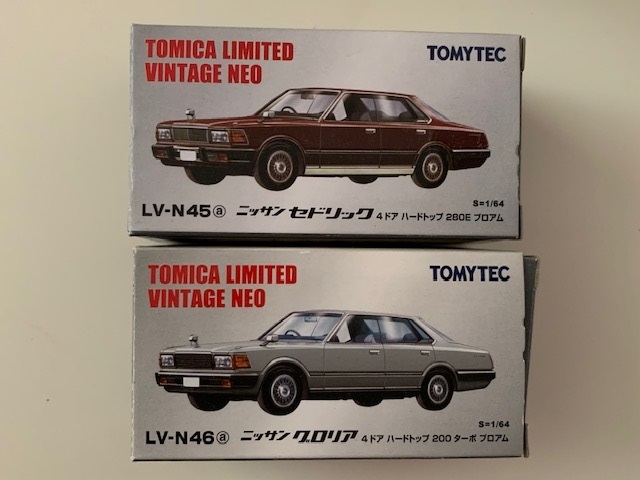 TOMICA LIMITED
VINTAGE NEO
TOMYTEC
S=1/64
LV-N45ⓐ ニッサン セドリック 4ドア ハードトップ 280E ブロアム
TOMICA LIMITED
VINTAGE NEO
TOMYTEC
S=1/64
LV-N46ⓐ ニッサン グロリア 4ドア ハードトップ 200 ターボ ブロアム